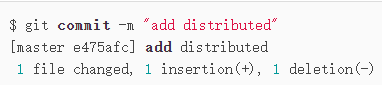 $ git commit -m "add distributed"
[master e475afc] add distributed
 1 file changed, 1 insertion(+), 1 deletion(-)